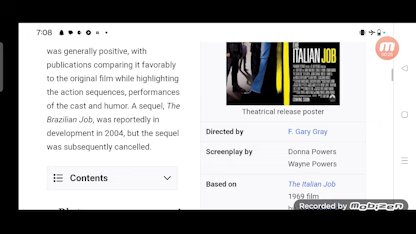 7:08
was generally positive, with
publications comparing it favorably
to the original film while highlighting
the action sequences, performances
of the cast and humor. A sequel, The
Brazilian Job, was reportedly in
development in 2004, but the sequel
was subsequently cancelled.
Contents
ITALIAN JOB
Theatrical release poster
Directed by F. Gary Gray
Screenplay by Donna Powers
Wayne Powers
Based on The Italian Job
1969 film
Recorded by Mobizen